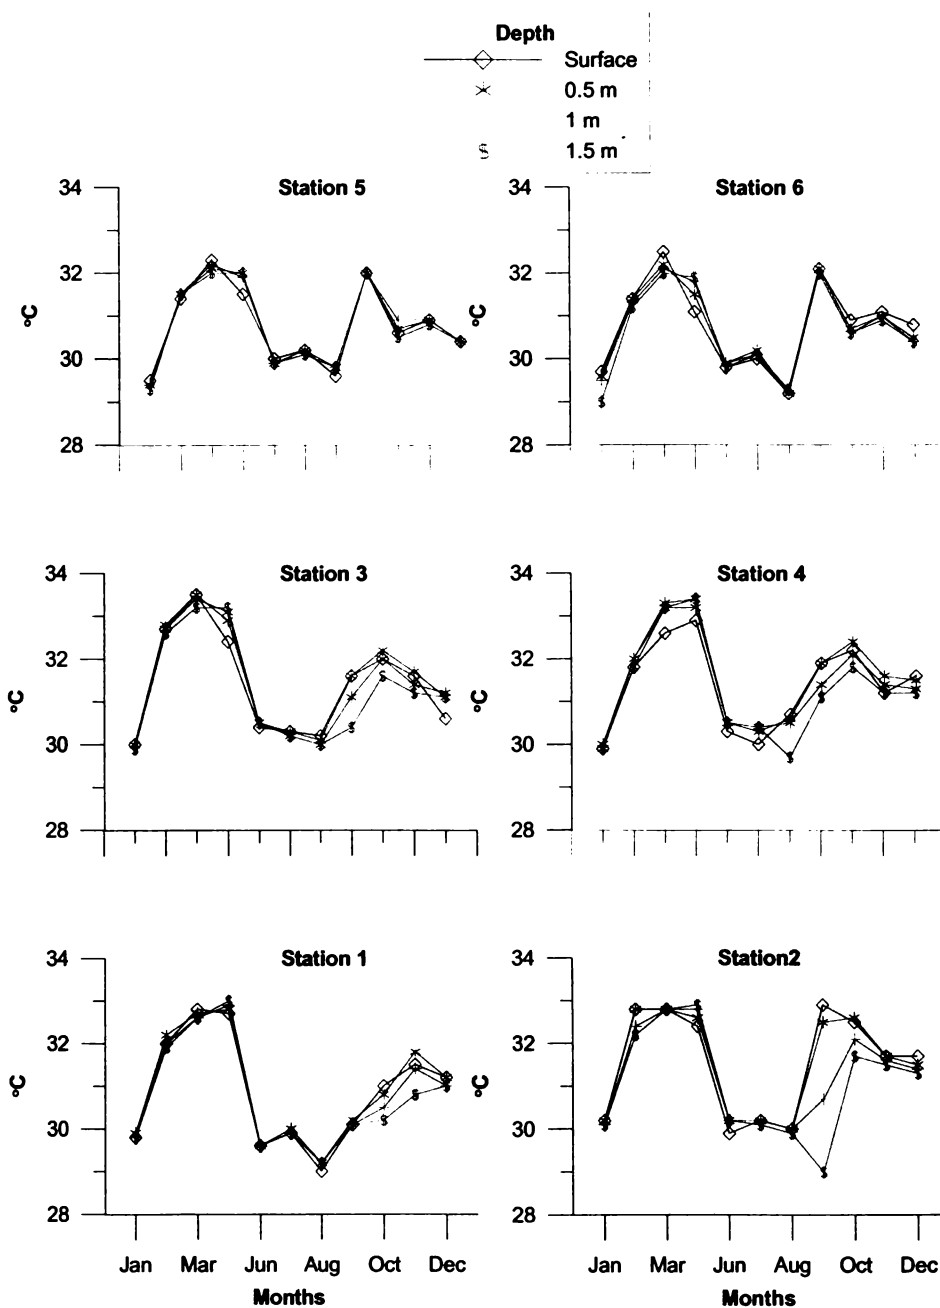 Depth
Surface
0.5 m
1 m
$ 1.5 m
Station 5
34
32
30
28
°C
Station 6
34
32
30
28
°C
Station 3
34
32
30
28
°C
Station 4
34
32
30
28
°C
Station 1
34
32
30
28
°C
Jan Mar Jun Aug Oct Dec
Months
Station2
34
32
30
28
°C
Jan Mar Jun Aug Oct Dec
Months